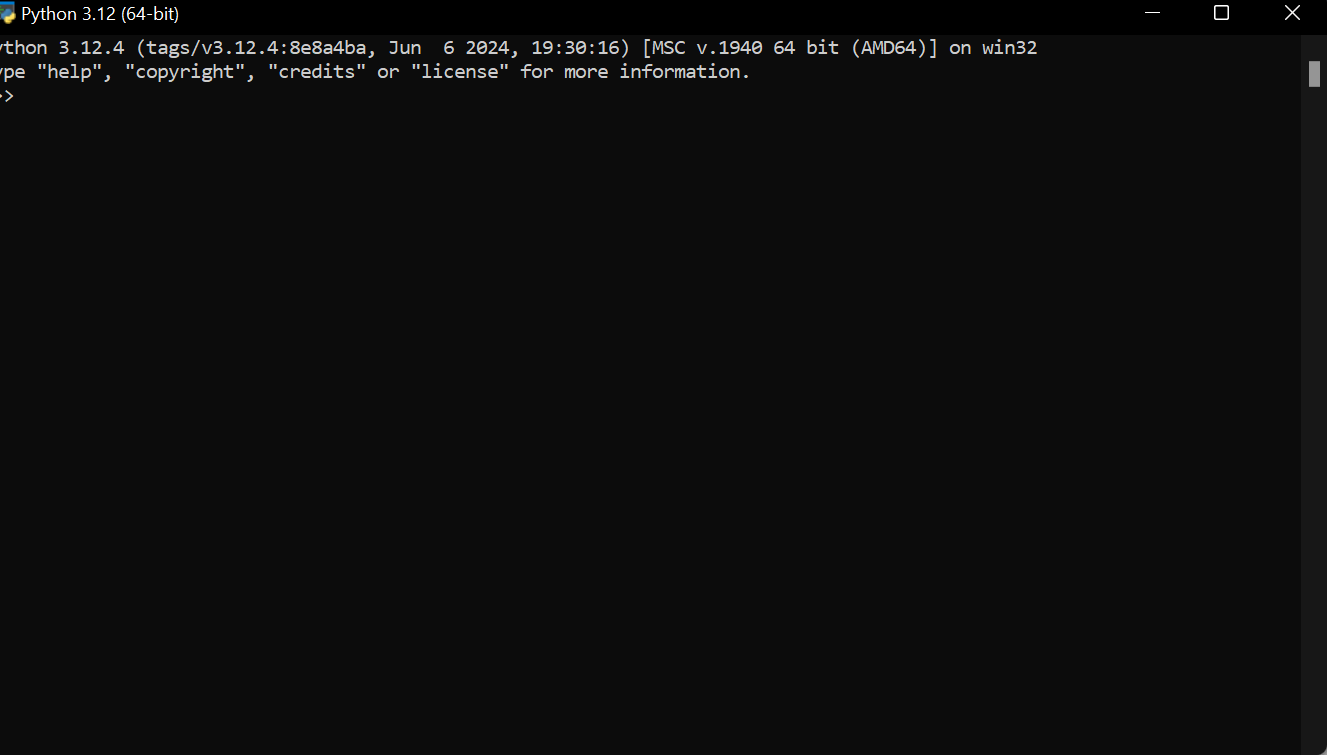 Python 3.12 (64-bit)
ython 3.12.4 (tags/v3.12.4:8e8a4ba, Jun  6 2024, 19:30:16) [MSC v.1940 64 bit (AMD64)] on win32
ype "help", "copyright", "credits" or "license" for more information.
>>